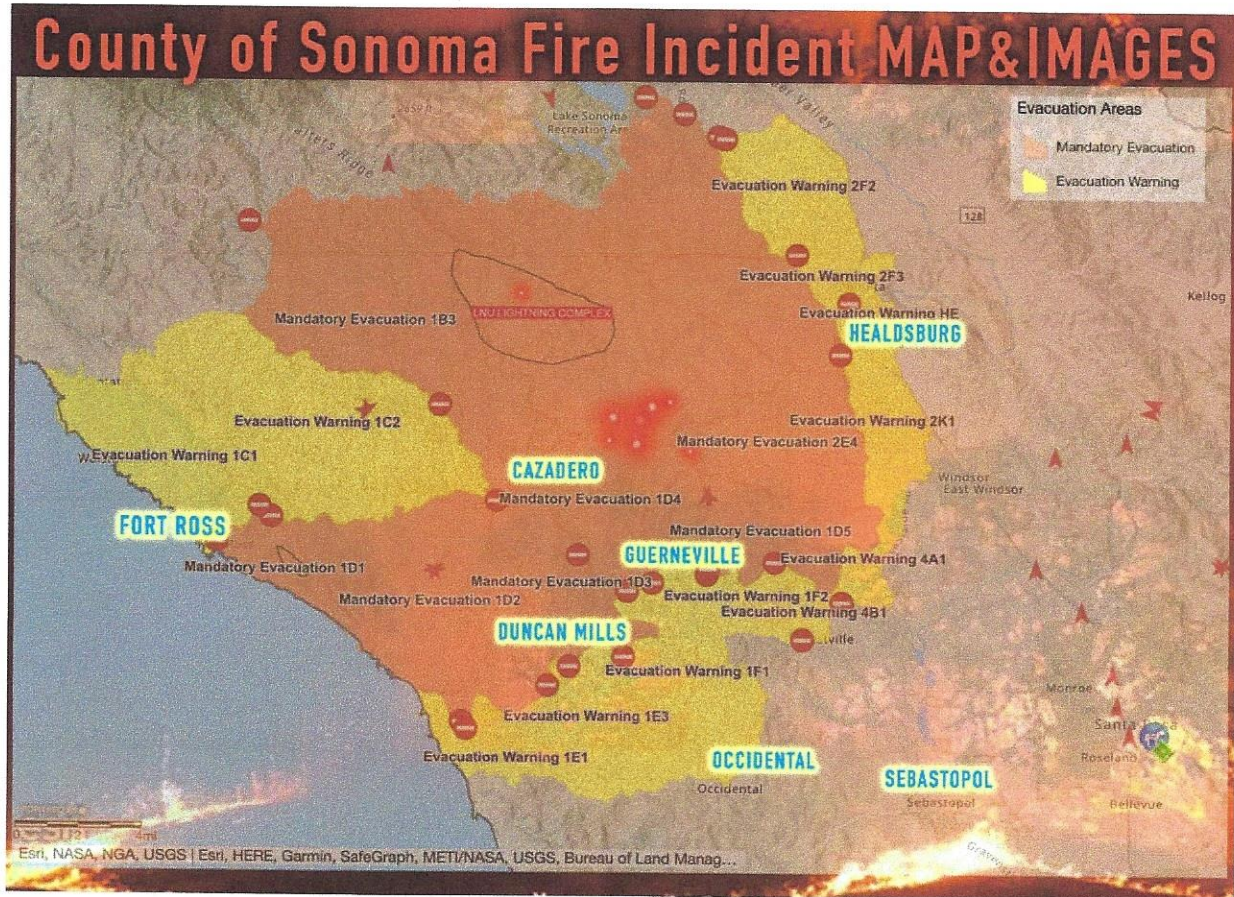 County of Sonoma Fire Incident MAP&IMAGES
Evacuation Areas
Mandatory Evacuation
Evacuation Warning
Lake Sonoma
Recreation Are
Valley
Ridge
Evacuation Warning 2F2
128
Evacuation Warning 2F3
Kellog
Evacuation Warning HE
LNU LIGHTNING COMPLEX
Mandatory Evacuation 1B3
HEALDSBURG
Evacuation Warning 1C2
Evacuation Warning 2K1
Mandatory Evacuation 2E4
Evacuation Warning 1C1
CAZADERO
Windsor
East Windsor
Mandatory Evacuation 1D4
FORT ROSS
Mandatory Evacuation 1D5
GUERNEVILLE
Evacuation Warning 4A1
Mandatory Evacuation 1D1
Mandatory Evacuation 1D3
Mandatory Evacuation 1D2
Evacuation Warning 1F2
Evacuation Warning 4B1
DUNCAN MILLS
ville
Evacuation Warning 1F1
Monroe
Evacuation Warning 1E3
Santa Rosa
Evacuation Warning 1E1
OCCIDENTAL
Roseland
SEBASTOPOL
Occidental
Sebastopol
Bellevue
4mi
Esri, NASA, NGA, USGS | Esri, HERE, Garmin, SafeGraph, METI/NASA, USGS, Bureau of Land Manag...